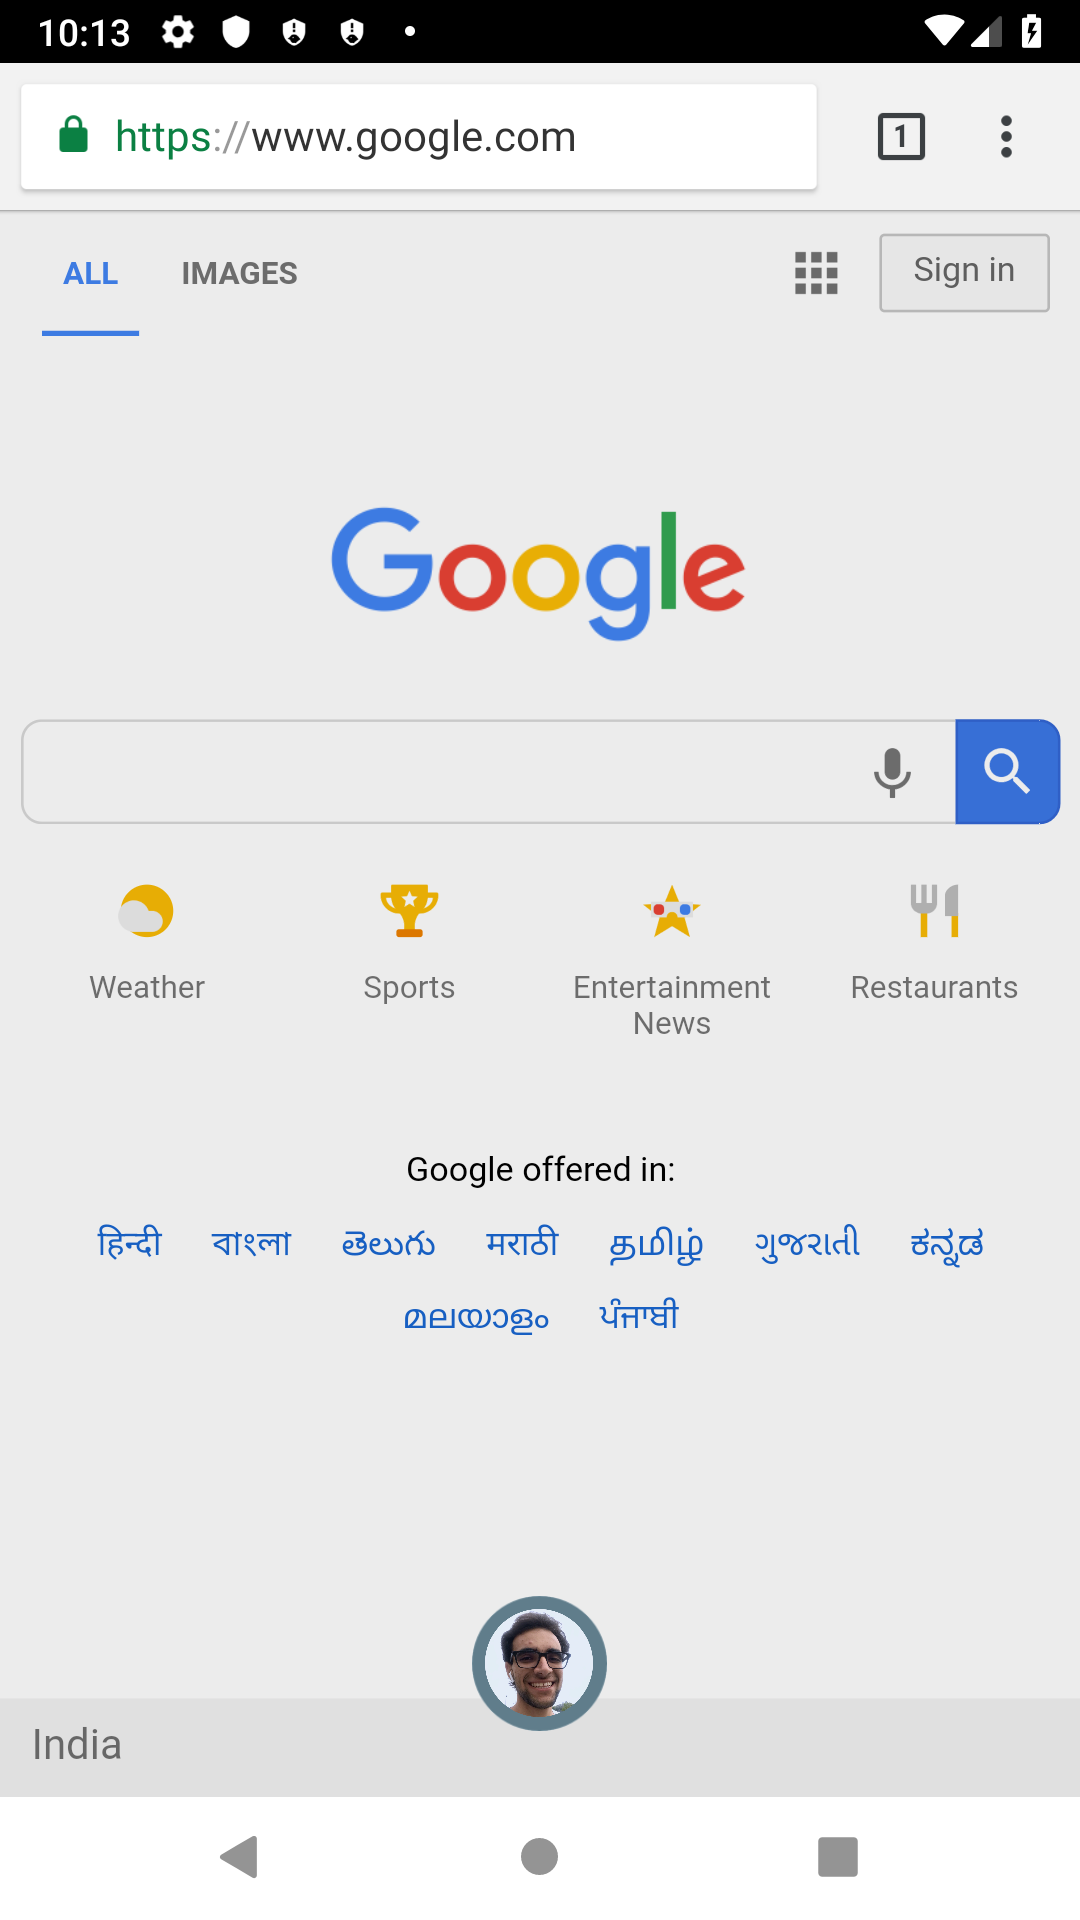 10:13
https://www.google.com
1
ALL IMAGES
Sign in
Google
Weather Sports Entertainment News Restaurants
Google offered in:
हिन्दी বাংলা తెలుగు मराठी தமிழ் ગુજરાતી ಕನ್ನಡ
മലയാളം ਪੰਜਾਬੀ
India